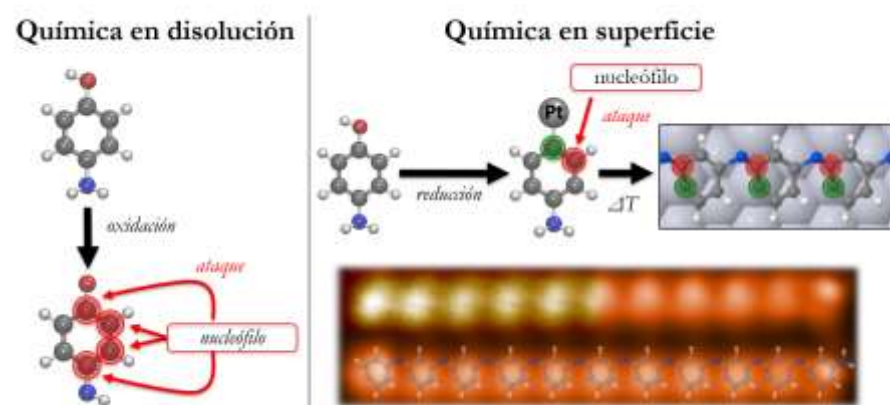 Química en disolución
oxidación
ataque
nucleófilo
Química en superficie
nucleófilo
Pt
ataque
reducción
ΔT